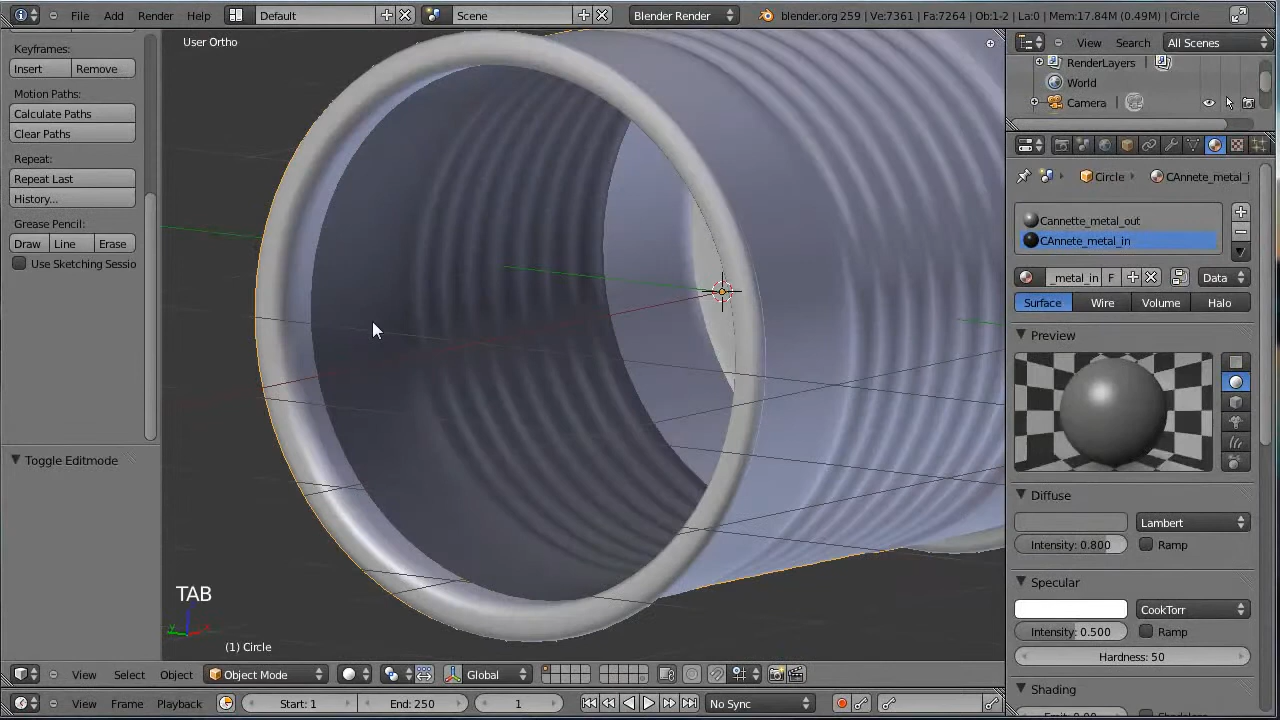 File Add Render Help Default Scene Blender Render blender.org 259 | Ve:7361 | Fa:7264 | Ob:1-2 | La:0 | Mem:17.84M (0.49M) | Circle
Keyframes:
Insert Remove
Motion Paths:
Calculate Paths
Clear Paths
Repeat:
Repeat Last
History...
Grease Pencil:
Draw Line Erase
Use Sketching Sessio
Toggle Editmode
User Ortho
TAB
(1) Circle
View Search All Scenes
RenderLayers
World
Camera
Circle CAnnete_metal_i
Cannette_metal_out
CAnnete_metal_in
_metal_in F Data
Surface Wire Volume Halo
Preview
Diffuse
Lambert
Intensity: 0.800 Ramp
Specular
CookTorr
Intensity: 0.500 Ramp
Hardness: 50
Shading
View Select Object Object Mode Global
View Frame Playback Start: 1 End: 250 1 No Sync